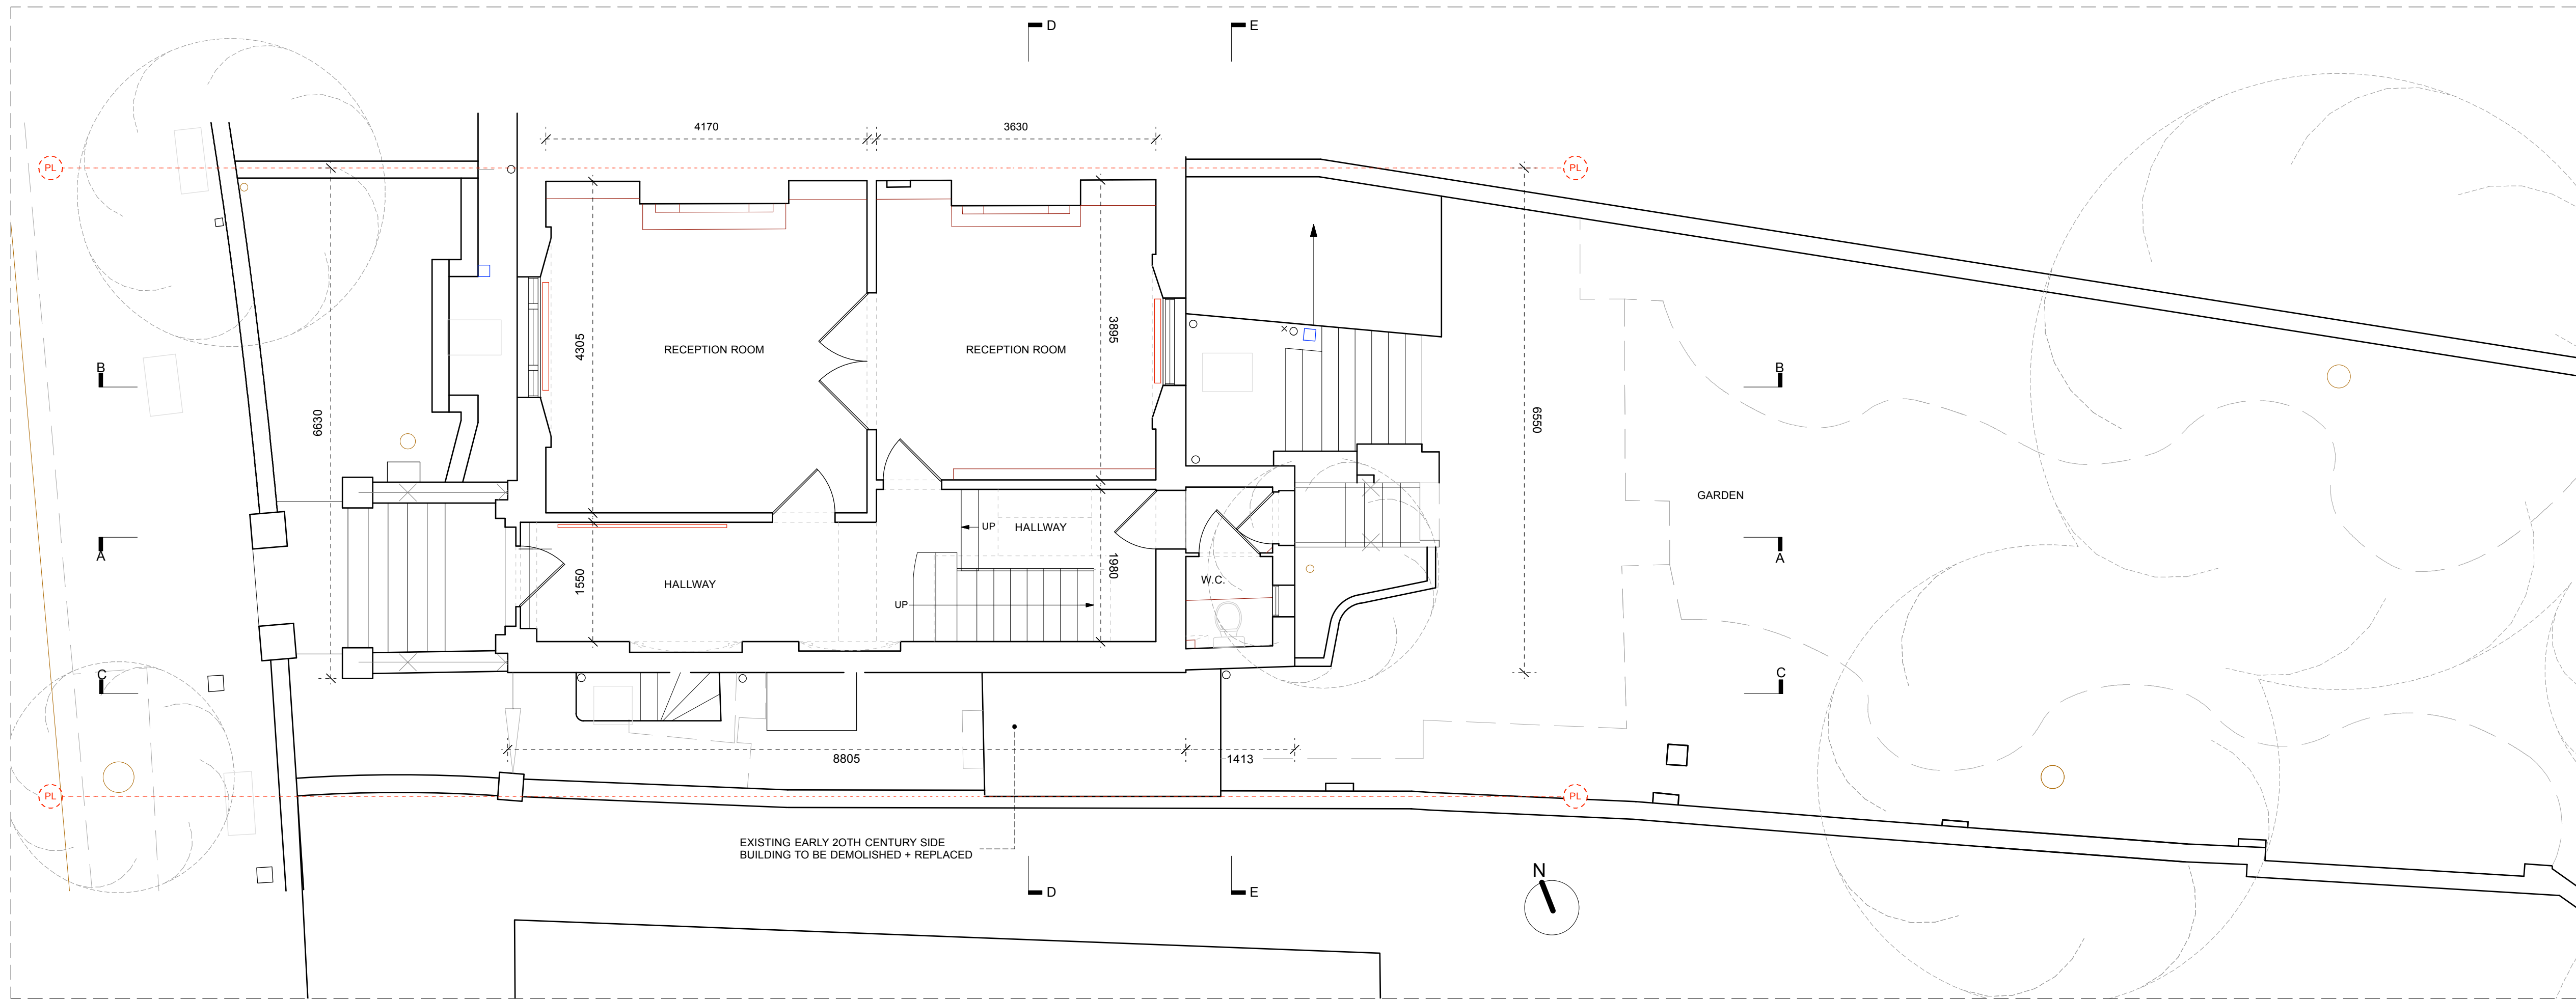 D
E
4170
3630
PL
PL
4305
3895
RECEPTION ROOM
RECEPTION ROOM
B
B
6630
6550
GARDEN
UP
HALLWAY
A
A
1550
1980
HALLWAY
W.C.
UP
C
C
8805
1413
PL
PL
EXISTING EARLY 2OTH CENTURY SIDE
BUILDING TO BE DEMOLISHED + REPLACED
N
D
E